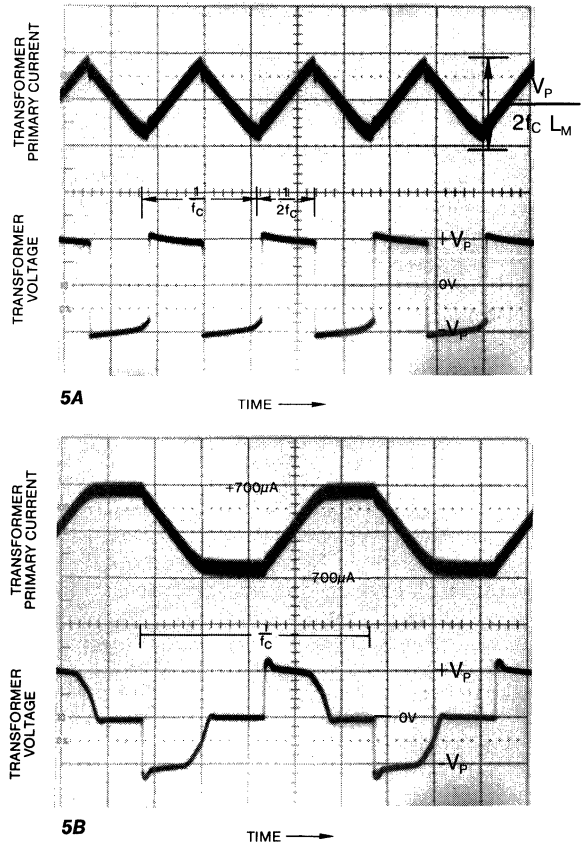 TRANSFORMER
PRIMARY CURRENT
V_P
2f_C L_M
1
f_C
1
2f_C
TRANSFORMER
VOLTAGE
+V_P
0V
-V_P
5A
TIME
TRANSFORMER
PRIMARY CURRENT
+700µA
-700µA
1
f_C
TRANSFORMER
VOLTAGE
+V_P
0V
-V_P
5B
TIME